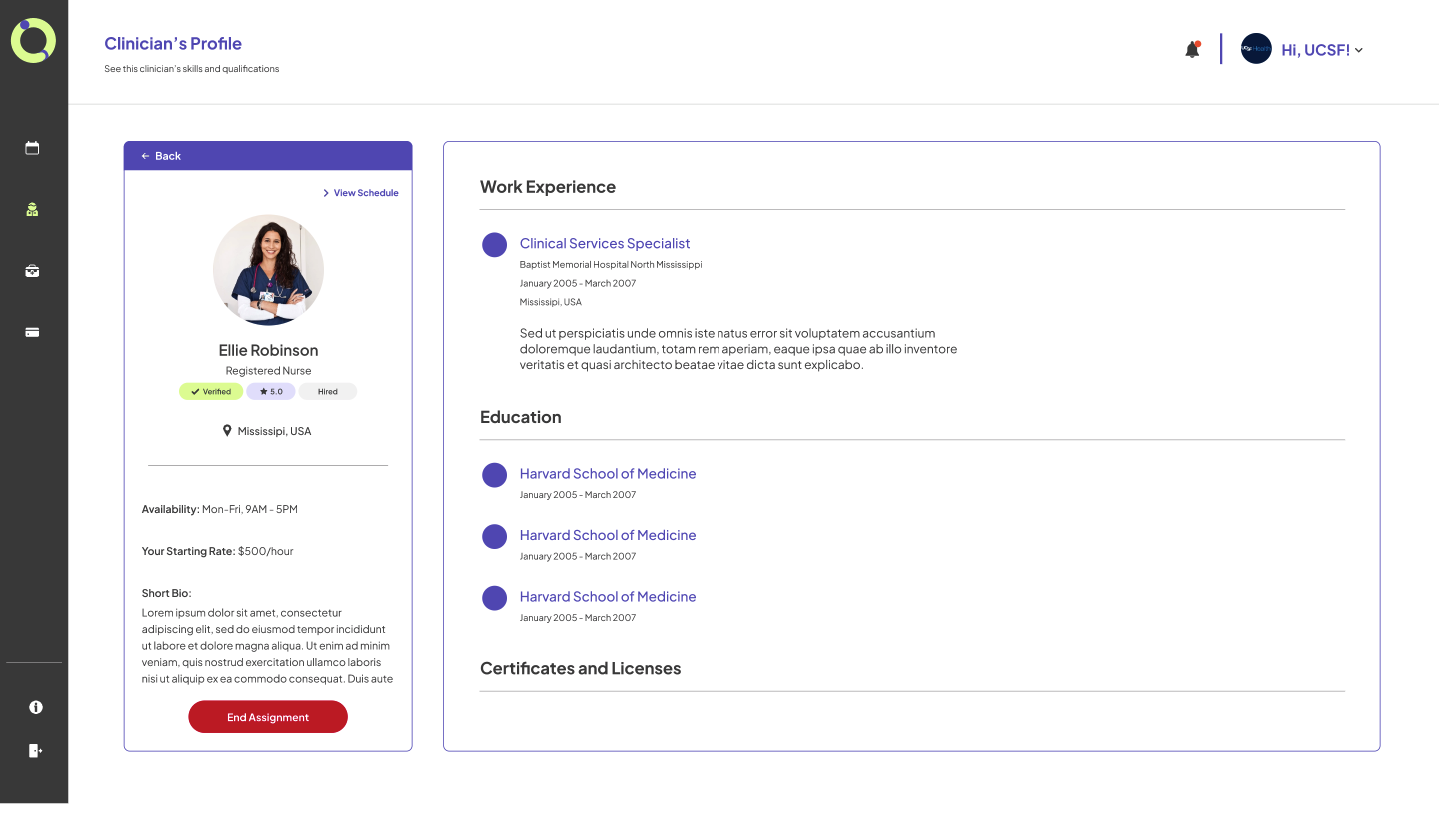 Clinician's Profile
See this clinician's skills and qualifications
Hi, UCSF!
Back
View Schedule
Ellie Robinson
Registered Nurse
Verified
5.0
Hired
Mississipi, USA
Availability: Mon-Fri, 9AM - 5PM
Your Starting Rate: $500/hour
Short Bio:
Lorem ipsum dolor sit amet, consectetur
adipiscing elit, sed do eiusmod tempor incididunt
ut labore et dolore magna aliqua. Ut enim ad minim
veniam, quis nostrud exercitation ullamco laboris
nisi ut aliquip ex ea commodo consequat. Duis aute
End Assignment
Work Experience
Clinical Services Specialist
Baptist Memorial Hospital North Mississippi
January 2005 - March 2007
Mississipi, USA
Sed ut perspiciatis unde omnis iste natus error sit voluptatem accusantium
doloremque laudantium, totam rem aperiam, eaque ipsa quae ab illo inventore
veritatis et quasi architecto beatae vitae dicta sunt explicabo.
Education
Harvard School of Medicine
January 2005 - March 2007
Harvard School of Medicine
January 2005 - March 2007
Harvard School of Medicine
January 2005 - March 2007
Certificates and Licenses